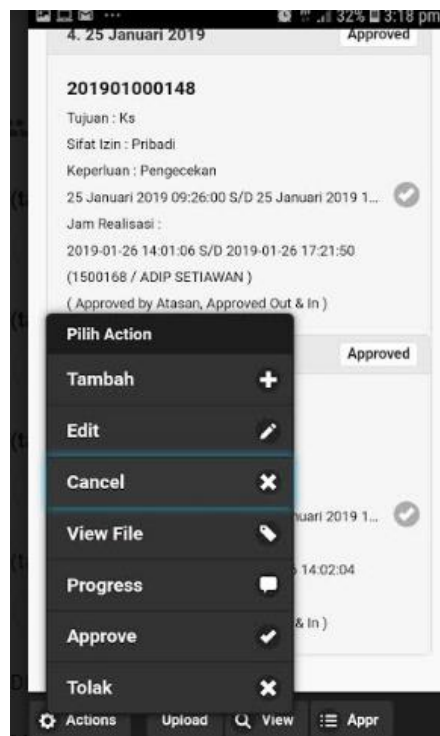 32% 3:18 pm
4. 25 Januari 2019
Approved
201901000148
Tujuan : Ks
Sifat Izin : Pribadi
Keperluan : Pengecekan
25 Januari 2019 09:26:00 S/D 25 Januari 2019 1...
Jam Realisasi :
2019-01-26 14:01:06 S/D 2019-01-26 17:21:50
(1500168 / ADIP SETIAWAN )
( Approved by Atasan, Approved Out & In )
Approved
nuari 2019 1...
14:02:04
& In )
Pilih Action
Tambah
Edit
Cancel
View File
Progress
Approve
Tolak
Actions Upload View Appr